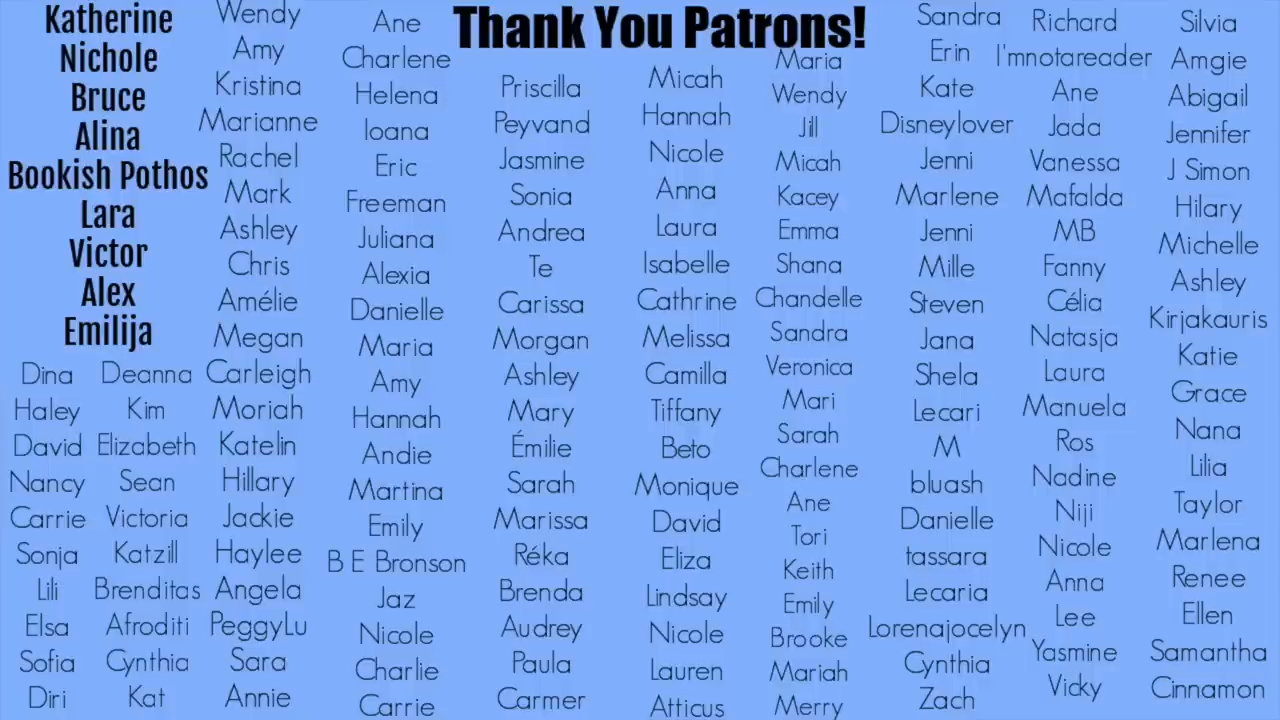 Thank You Patrons!
Katherine
Nichole
Bruce
Alina
Bookish Pothos
Lara
Victor
Alex
Emilija
Dina
Haley
David
Nancy
Carrie
Sonja
Lili
Elsa
Sofia
Diri
Deanna
Kim
Elizabeth
Sean
Victoria
Katzill
Brenditas
Afroditi
Cynthia
Kat
Wendy
Amy
Kristina
Marianne
Rachel
Mark
Ashley
Chris
Amélie
Megan
Carleigh
Moriah
Katelin
Hillary
Jackie
Haylee
Angela
PeggyLu
Sara
Annie
Ane
Charlene
Helena
Ioana
Eric
Freeman
Juliana
Alexia
Danielle
Maria
Amy
Hannah
Andie
Martina
Emily
B E Bronson
Jaz
Nicole
Charlie
Carrie
Priscilla
Peyvand
Jasmine
Sonia
Andrea
Te
Carissa
Morgan
Ashley
Mary
Émilie
Sarah
Marissa
Réka
Brenda
Audrey
Paula
Carmer
Micah
Hannah
Nicole
Anna
Laura
Isabelle
Cathrine
Melissa
Camilla
Tiffany
Beto
Monique
David
Eliza
Lindsay
Nicole
Lauren
Atticus
Maria
Wendy
Jill
Micah
Kacey
Emma
Shana
Chandelle
Sandra
Veronica
Mari
Sarah
Charlene
Ane
Tori
Keith
Emily
Brooke
Mariah
Merry
Sandra
Erin
Kate
Disneylover
Jenni
Marlene
Jenni
Mille
Steven
Jana
Shela
Lecari
M
bluash
Danielle
tassara
Lecaria
Lorenajocelyn
Cynthia
Zach
Richard
I'mnotareader
Ane
Jada
Vanessa
Mafalda
MB
Fanny
Célia
Natasja
Laura
Manuela
Ros
Nadine
Niji
Nicole
Anna
Lee
Yasmine
Vicky
Silvia
Amgie
Abigail
Jennifer
J Simon
Hilary
Michelle
Ashley
Kirjakauris
Katie
Grace
Nana
Lilia
Taylor
Marlena
Renee
Ellen
Samantha
Cinnamon